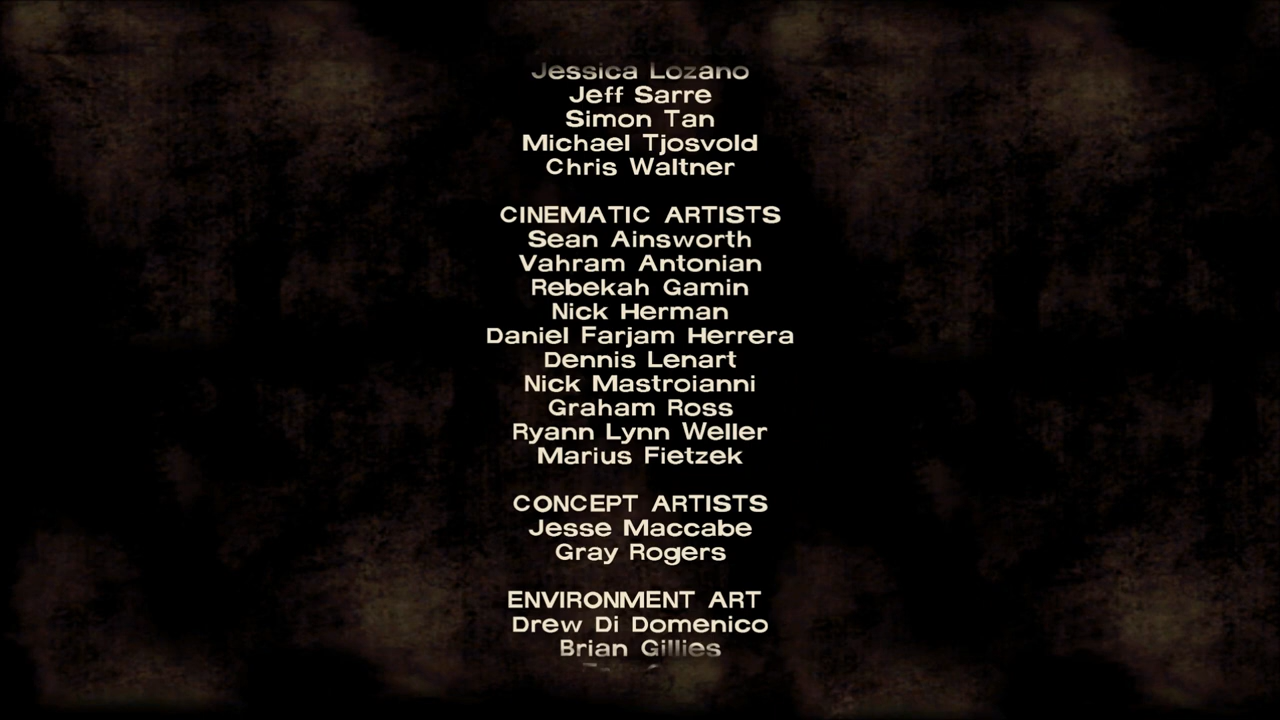 Jessica Lozano
Jeff Sarre
Simon Tan
Michael Tjosvold
Chris Waltner
CINEMATIC ARTISTS
Sean Ainsworth
Vahram Antonian
Rebekah Gamin
Nick Herman
Daniel Farjam Herrera
Dennis Lenart
Nick Mastroianni
Graham Ross
Ryann Lynn Weller
Marius Fietzek
CONCEPT ARTISTS
Jesse Maccabe
Gray Rogers
ENVIRONMENT ART
Drew Di Domenico
Brian Gillies